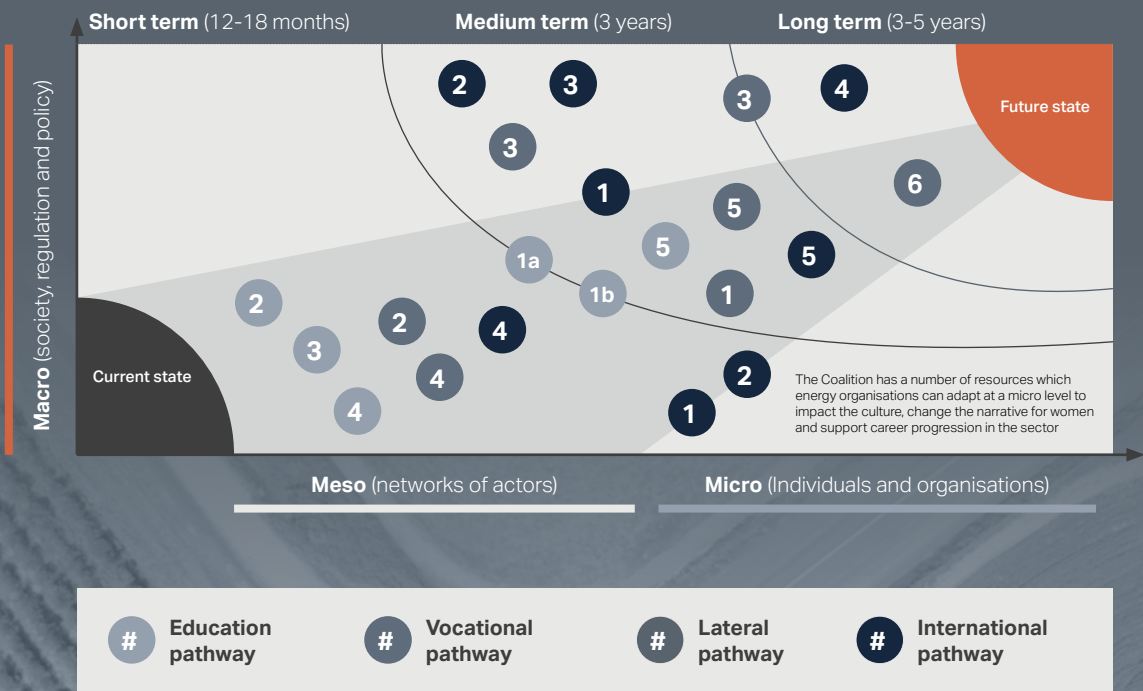 Short term (12-18 months)
Medium term (3 years)
Long term (3-5 years)
Macro (society, regulation and policy)
2
3
3
4
Future state
3
1
6
5
5
1a
5
2
1b
1
2
4
3
Current state
4
2
4
1
The Coalition has a number of resources which
energy organisations can adapt at a micro level to
impact the culture, change the narrative for women
and support career progression in the sector
Meso (networks of actors)
Micro (Individuals and organisations)
# Education
pathway
# Vocational
pathway
# Lateral
pathway
# International
pathway